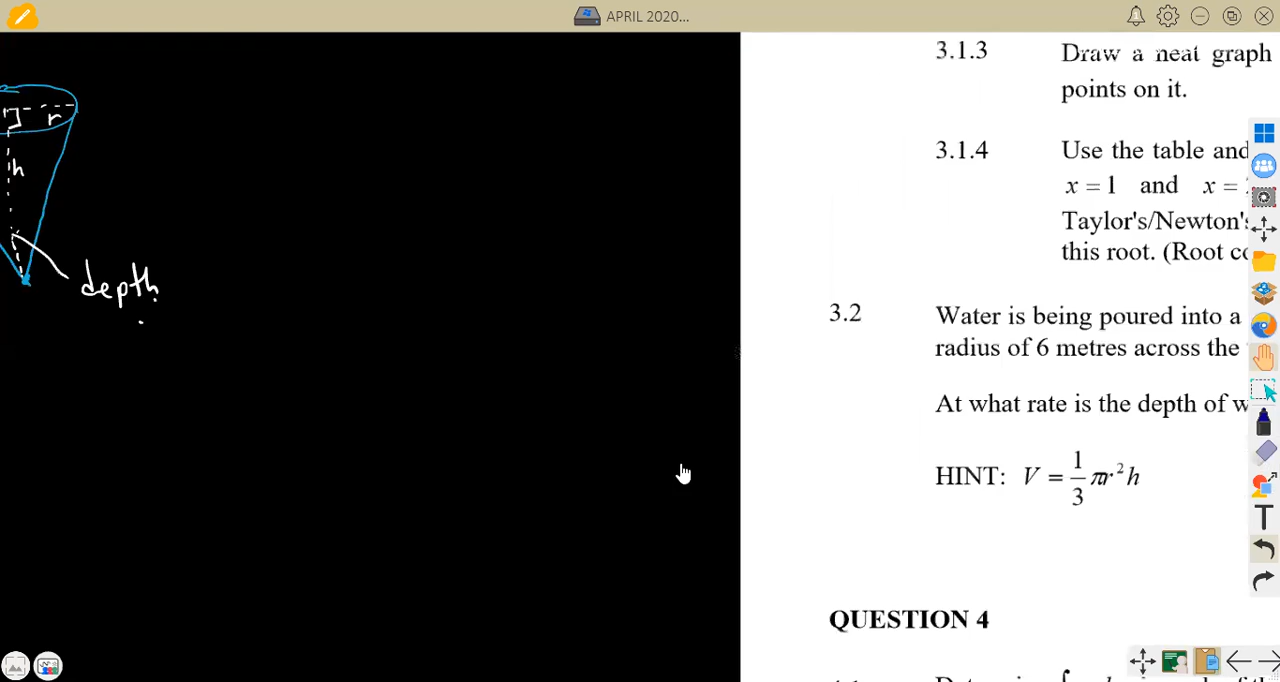 APRIL 2020...
r
h
depth
3.1.3 Draw a neat graph
points on it.
3.1.4 Use the table and
x = 1 and x =
Taylor's/Newton's
this root. (Root co
3.2 Water is being poured into a
radius of 6 metres across the
At what rate is the depth of w
HINT: V = 1/3 πr²h
QUESTION 4